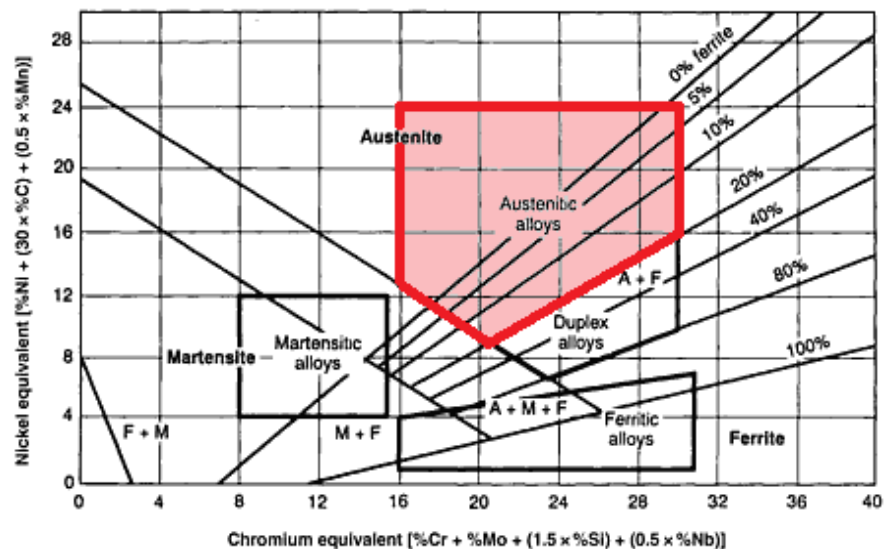 28
24
20
16
12
8
4
0
Nickel equivalent [%Ni + (30 × %C) + (0.5 × %Mn)]
0% ferrite
5%
10%
20%
40%
80%
100%
Austenite
Austenitic
alloys
A + F
Duplex
alloys
Martensite
Martensitic
alloys
A + M + F
F + M
M + F
Ferritic
alloys
Ferrite
0 4 8 12 16 20 24 28 32 36 40
Chromium equivalent [%Cr + %Mo + (1.5 × %Si) + (0.5 × %Nb)]